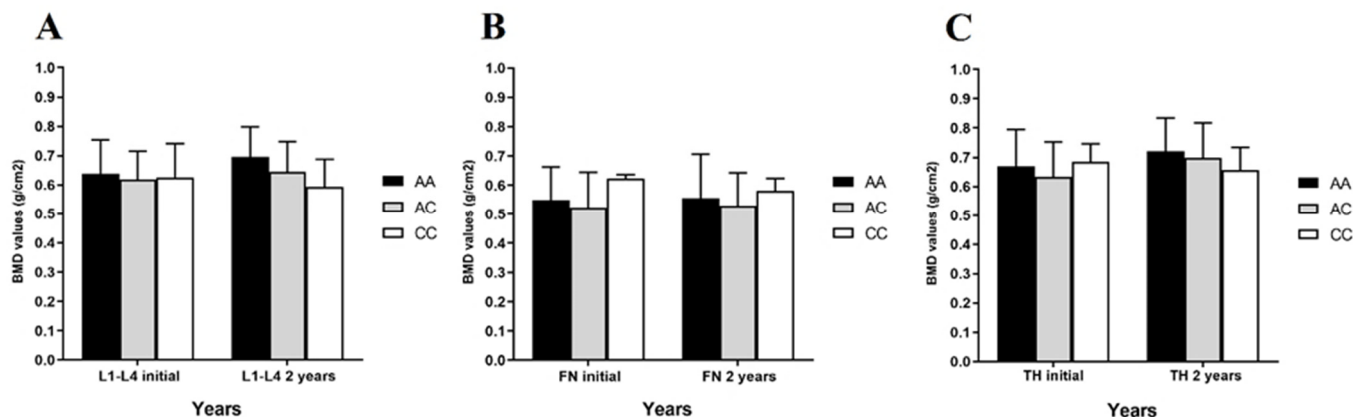 A
BMD values (g/cm2)
1.0
0.9
0.8
0.7
0.6
0.5
0.4
0.3
0.2
0.1
0.0
L1-L4 initial
L1-L4 2 years
Years
AA
AC
CC
B
BMD values (g/cm2)
1.0
0.9
0.8
0.7
0.6
0.5
0.4
0.3
0.2
0.1
0.0
FN initial
FN 2 years
Years
AA
AC
CC
C
BMD values (g/cm2)
1.0
0.9
0.8
0.7
0.6
0.5
0.4
0.3
0.2
0.1
0.0
TH initial
TH 2 years
Years
AA
AC
CC